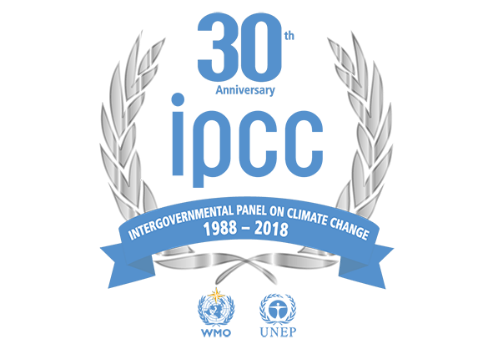 30th
Anniversary
ipcc
INTERGOVERNMENTAL PANEL ON CLIMATE CHANGE
1988 – 2018
WMO UNEP